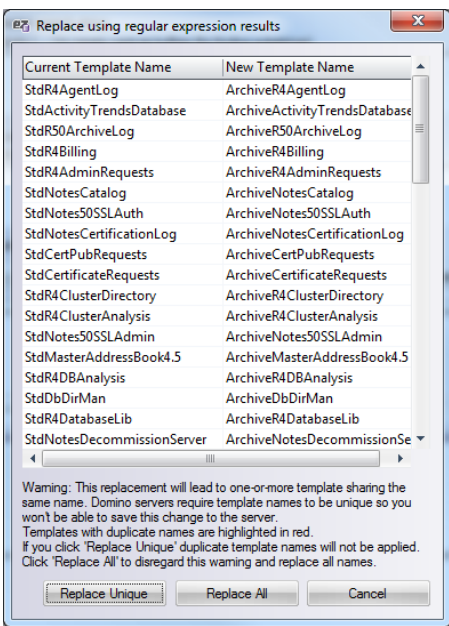 Replace using regular expression results
Current Template Name New Template Name
StdR4AgentLog ArchiveR4AgentLog
StdActivityTrendsDatabase ArchiveActivityTrendsDatabase
StdR50ArchiveLog ArchiveR50ArchiveLog
StdR4Billing ArchiveR4Billing
StdR4AdminRequests ArchiveR4AdminRequests
StdNotesCatalog ArchiveNotesCatalog
StdNotes50SSLAuth ArchiveNotes50SSLAuth
StdNotesCertificationLog ArchiveNotesCertificationLog
StdCertPubRequests ArchiveCertPubRequests
StdCertificateRequests ArchiveCertificateRequests
StdR4ClusterDirectory ArchiveR4ClusterDirectory
StdR4ClusterAnalysis ArchiveR4ClusterAnalysis
StdNotes50SSLAdmin ArchiveNotes50SSLAdmin
StdMasterAddressBook4.5 ArchiveMasterAddressBook4.5
StdR4DBAnalysis ArchiveR4DBAnalysis
StdDbDirMan ArchiveDbDirMan
StdR4DatabaseLib ArchiveR4DatabaseLib
StdNotesDecommissionServer ArchiveNotesDecommissionSe
Warning: This replacement will lead to one-or-more template sharing the
same name. Domino servers require template names to be unique so you
won't be able to save this change to the server.
Templates with duplicate names are highlighted in red.
If you click 'Replace Unique' duplicate template names will not be applied.
Click 'Replace All' to disregard this warning and replace all names.
Replace Unique Replace All Cancel